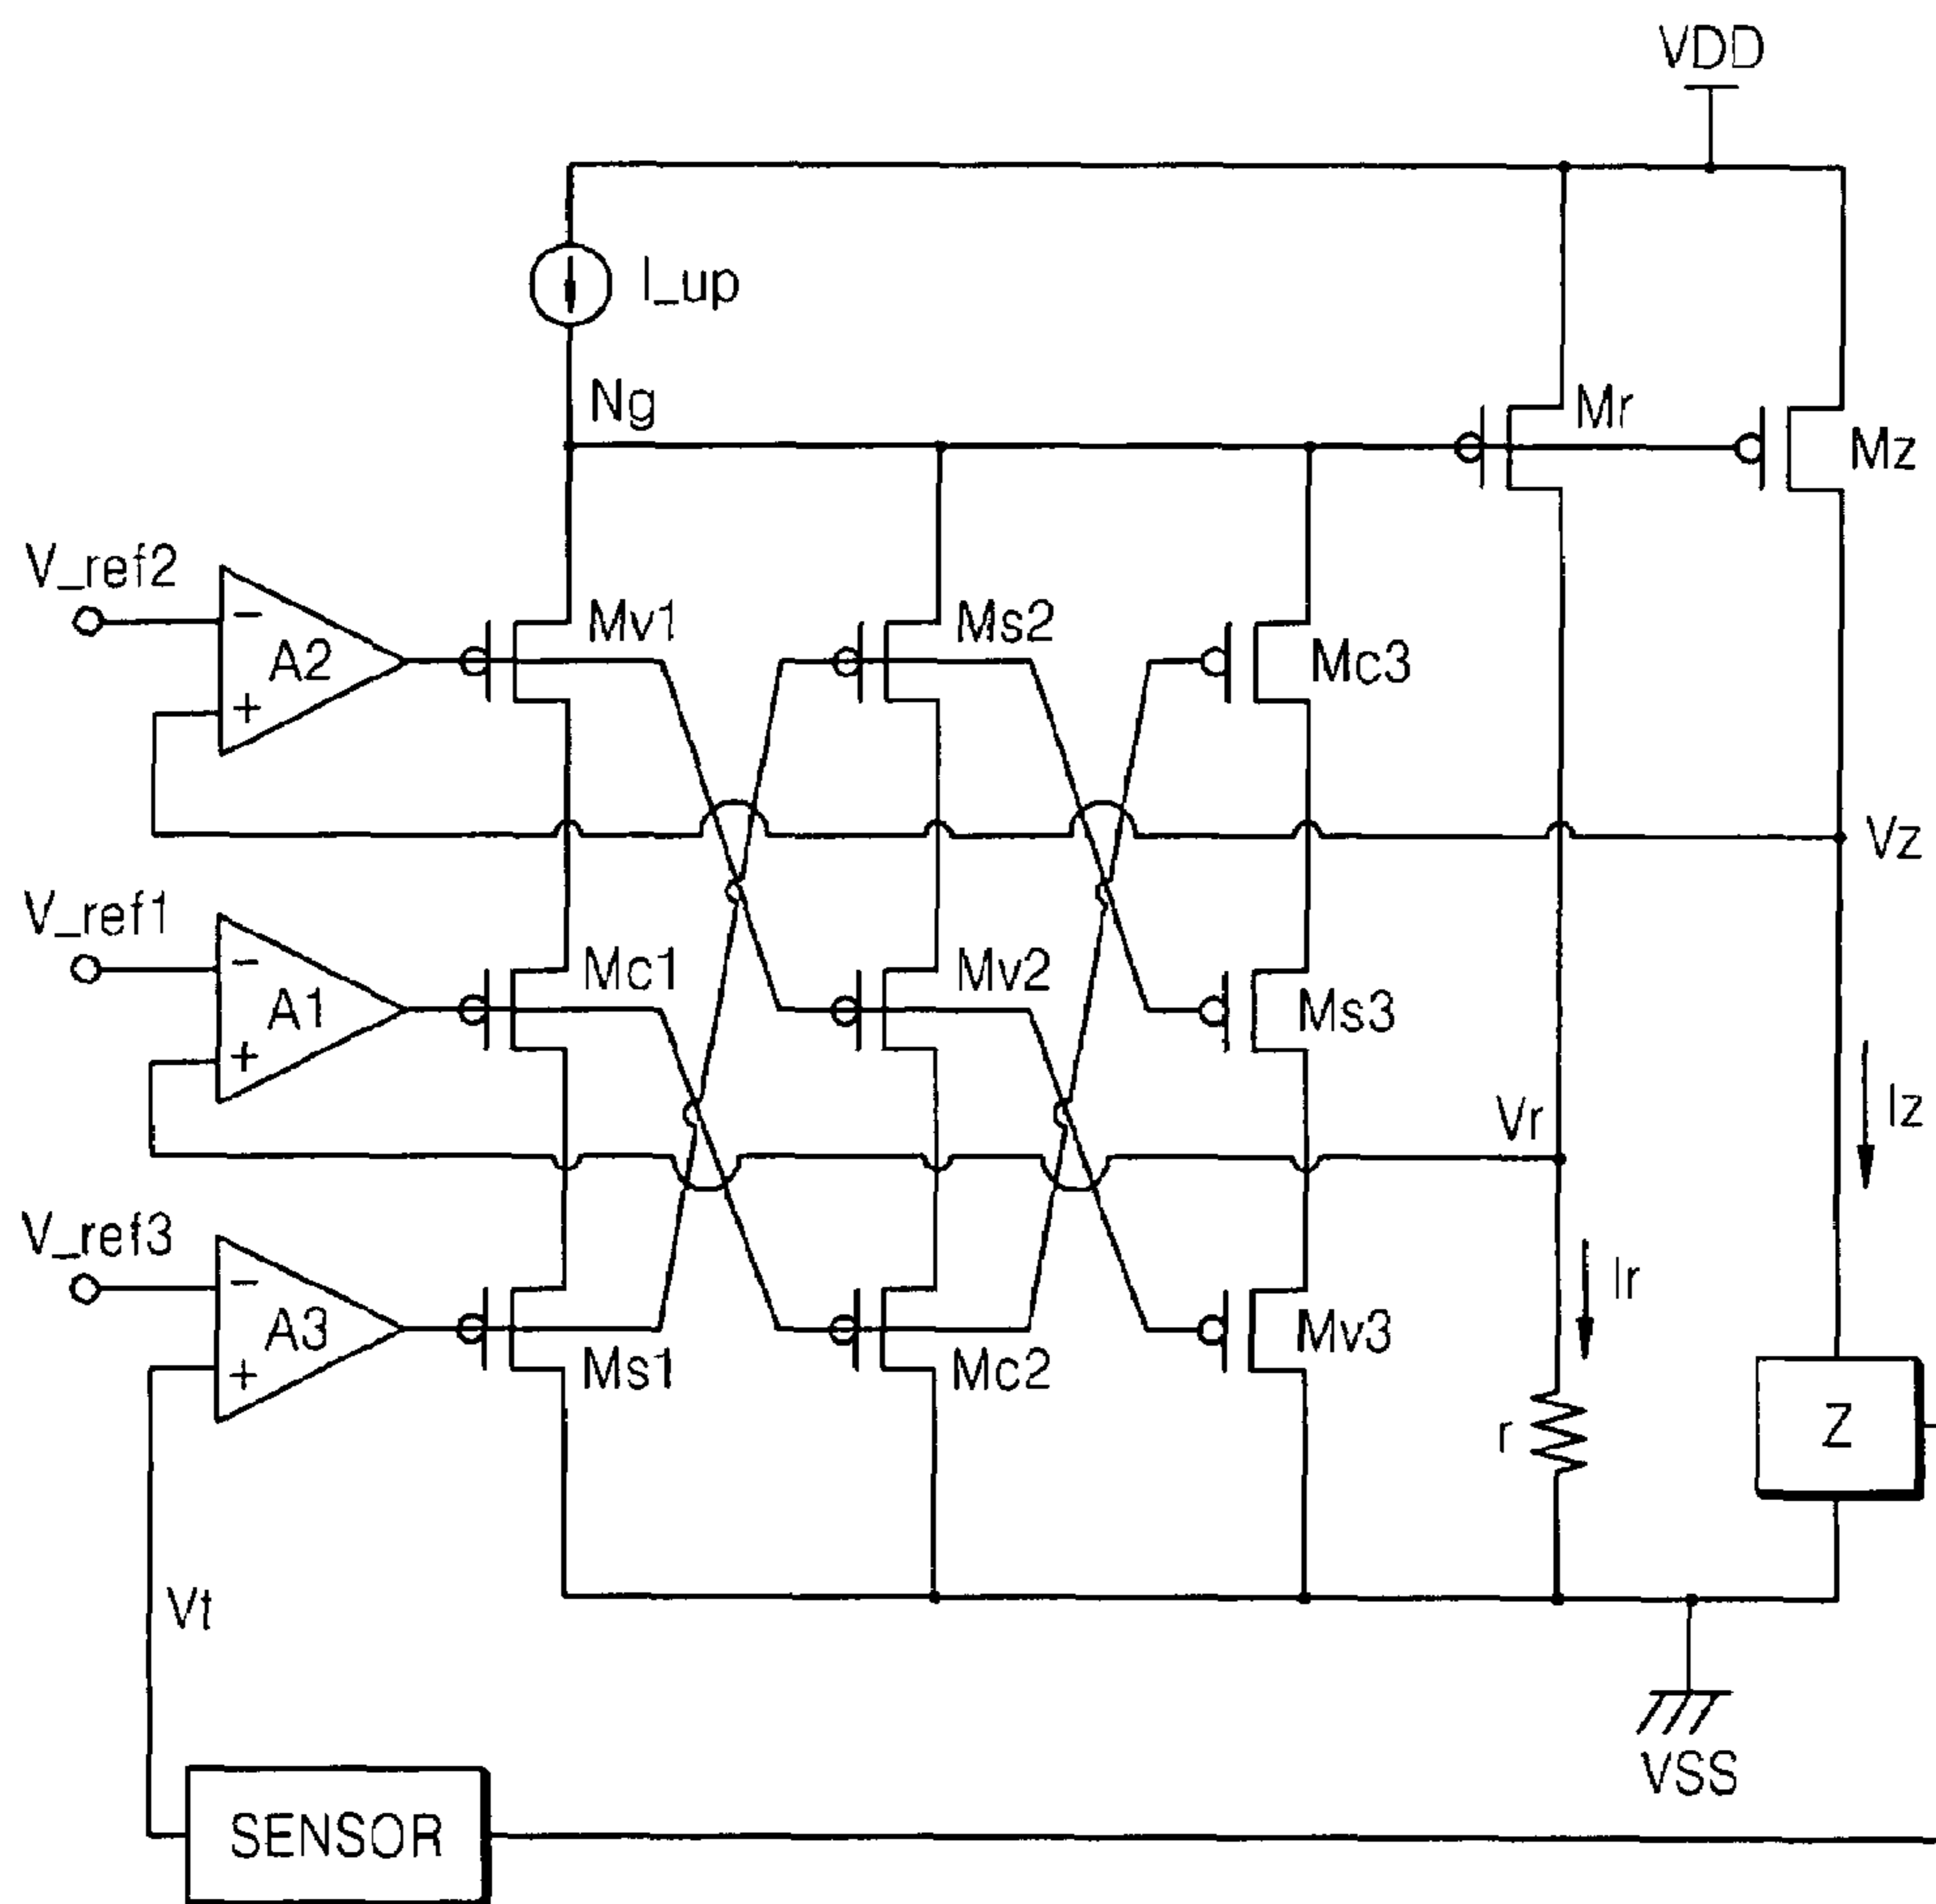 VDD
I_up
Ng
Mr
Mz
V_ref2
−
A2
+
Mv1
Ms2
Mc3
Vz
V_ref1
−
A1
+
Mc1
Mv2
Ms3
Iz
Vr
V_ref3
−
A3
+
Ms1
Mc2
Mv3
Ir
r
Z
Vt
VSS
SENSOR